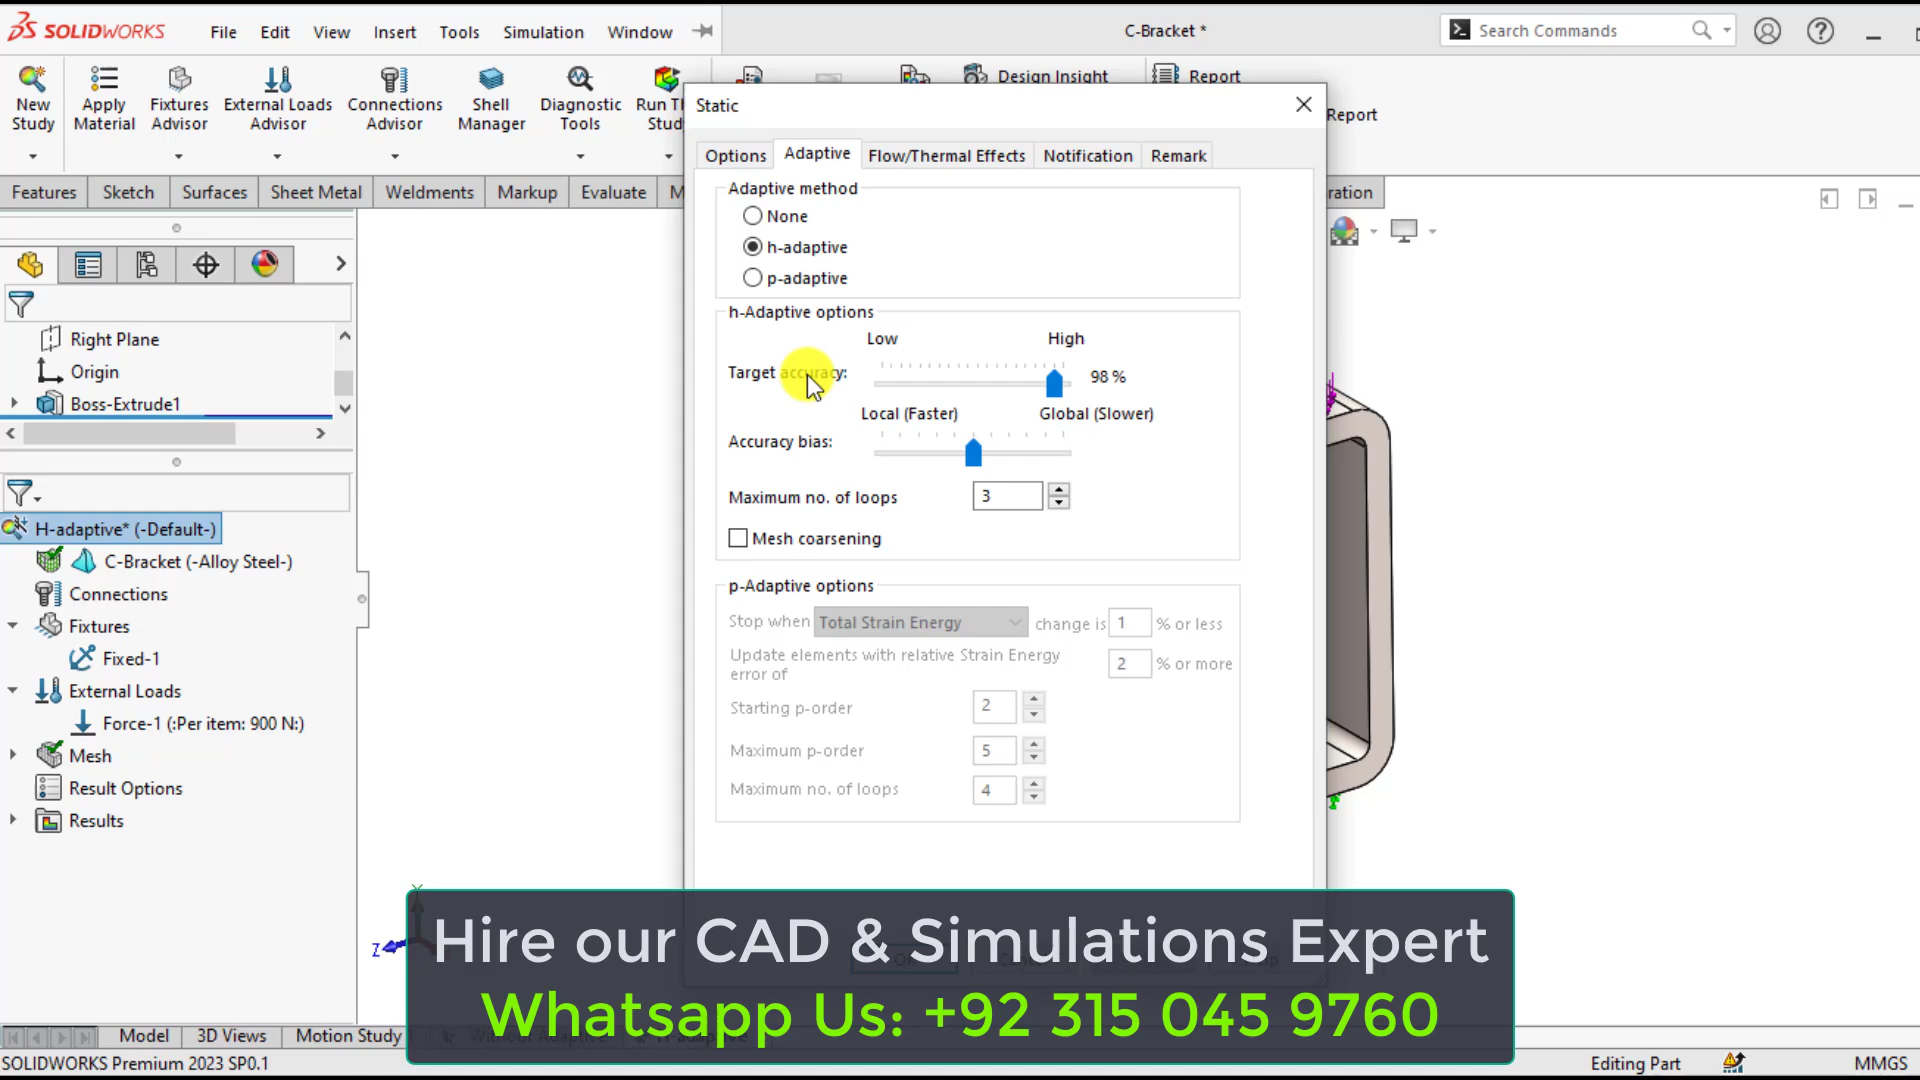 SOLIDWORKS
File Edit View Insert Tools Simulation Window
C-Bracket *
Search Commands
New Study
Apply Material
Fixtures Advisor
External Loads Advisor
Connections Advisor
Shell Manager
Diagnostic Tools
Design Insight
Report
Report
Features Sketch Surfaces Sheet Metal Weldments Markup Evaluate
Static
Options Adaptive Flow/Thermal Effects Notification Remark
Adaptive method
None
h-adaptive
p-adaptive
h-Adaptive options
Low High
Target accuracy: 98 %
Local (Faster) Global (Slower)
Accuracy bias:
Maximum no. of loops 3
Mesh coarsening
p-Adaptive options
Stop when Total Strain Energy change is 1 % or less
Update elements with relative Strain Energy 2 % or more
error of
Starting p-order 2
Maximum p-order 5
Maximum no. of loops 4
Right Plane
Origin
Boss-Extrude1
H-adaptive* (-Default-)
C-Bracket (-Alloy Steel-)
Connections
Fixtures
Fixed-1
External Loads
Force-1 (:Per item: 900 N:)
Mesh
Result Options
Results
Z
Hire our CAD & Simulations Expert
Whatsapp Us: +92 315 045 9760
Model 3D Views Motion Study
SOLIDWORKS Premium 2023 SP0.1
Editing Part
MMGS